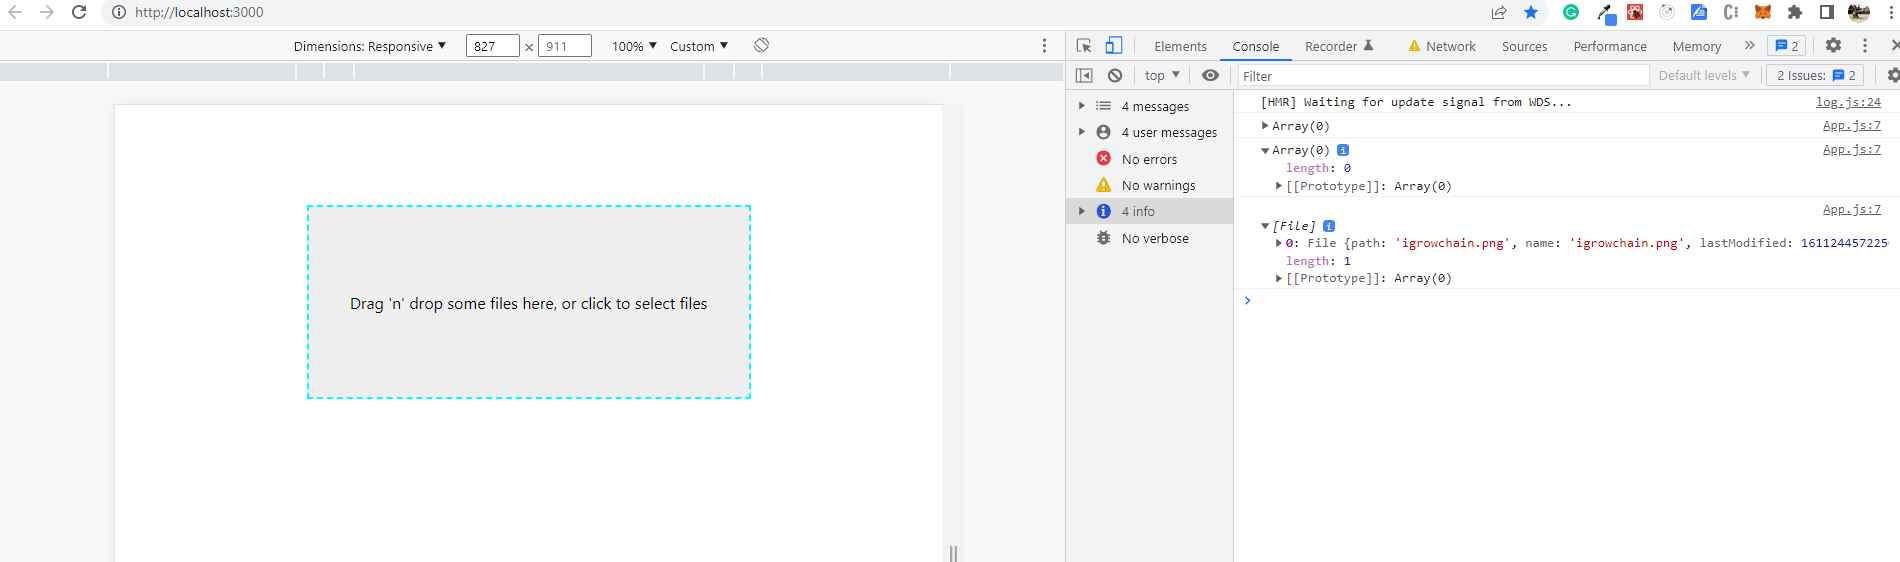 http://localhost:3000
Dimensions: Responsive ▼ 827 × 911 100% ▼ Custom ▼
Elements Console Recorder Network Sources Performance Memory » 2
top ▼ Filter Default levels ▼ 2 Issues: 2
4 messages
4 user messages
No errors
No warnings
4 info
No verbose
[HMR] Waiting for update signal from WDS... log.js:24
Array(0) App.js:7
Array(0) i App.js:7
length: 0
[[Prototype]]: Array(0)
App.js:7
[File] i
0: File {path: 'igrowchain.png', name: 'igrowchain.png', lastModified: 161124457225
length: 1
[[Prototype]]: Array(0)
Drag 'n' drop some files here, or click to select files